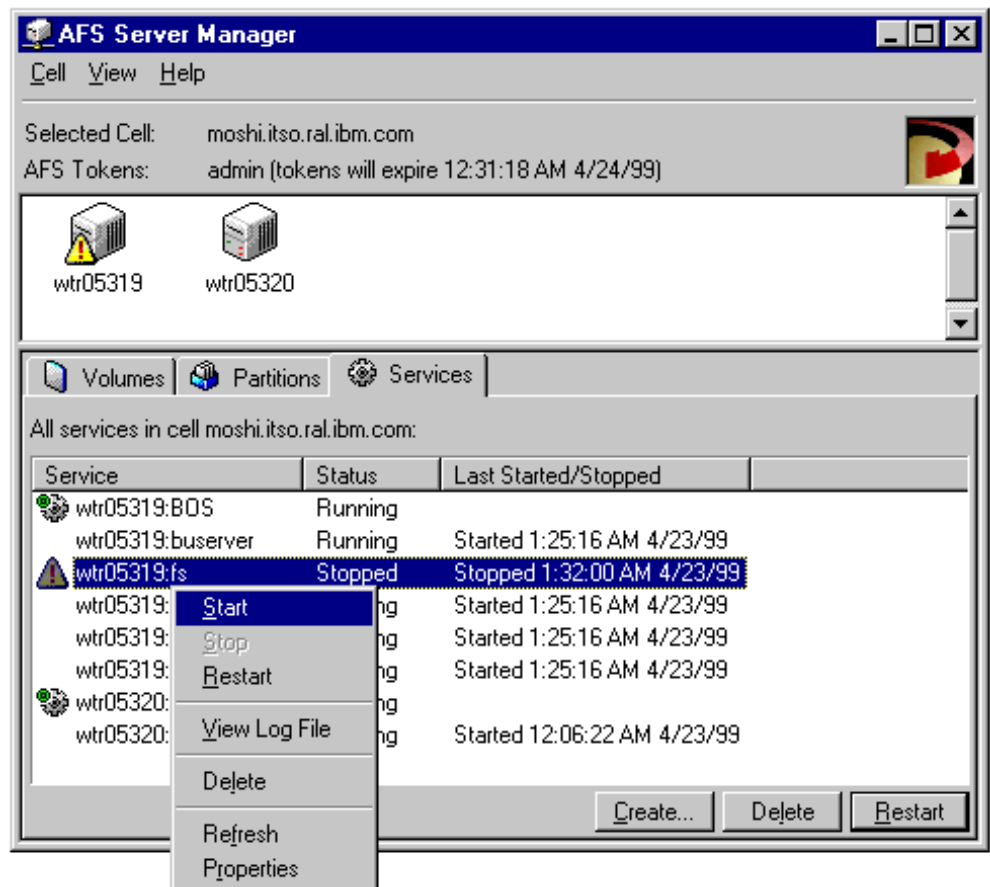 AFS Server Manager
Cell View Help
Selected Cell: moshi.itso.ral.ibm.com
AFS Tokens: admin (tokens will expire 12:31:18 AM 4/24/99)
wtr05319 wtr05320
Volumes Partitions Services
All services in cell moshi.itso.ral.ibm.com:
Service Status Last Started/Stopped
wtr05319:BOS Running
wtr05319:buserver Running Started 1:25:16 AM 4/23/99
wtr05319:fs Stopped Stopped 1:32:00 AM 4/23/99
wtr05319: ng Started 1:25:16 AM 4/23/99
wtr05319: ng Started 1:25:16 AM 4/23/99
wtr05319: ng Started 1:25:16 AM 4/23/99
wtr05320: ng
wtr05320: ng Started 12:06:22 AM 4/23/99
Start
Stop
Restart
View Log File
Delete
Refresh
Properties
Create... Delete Restart